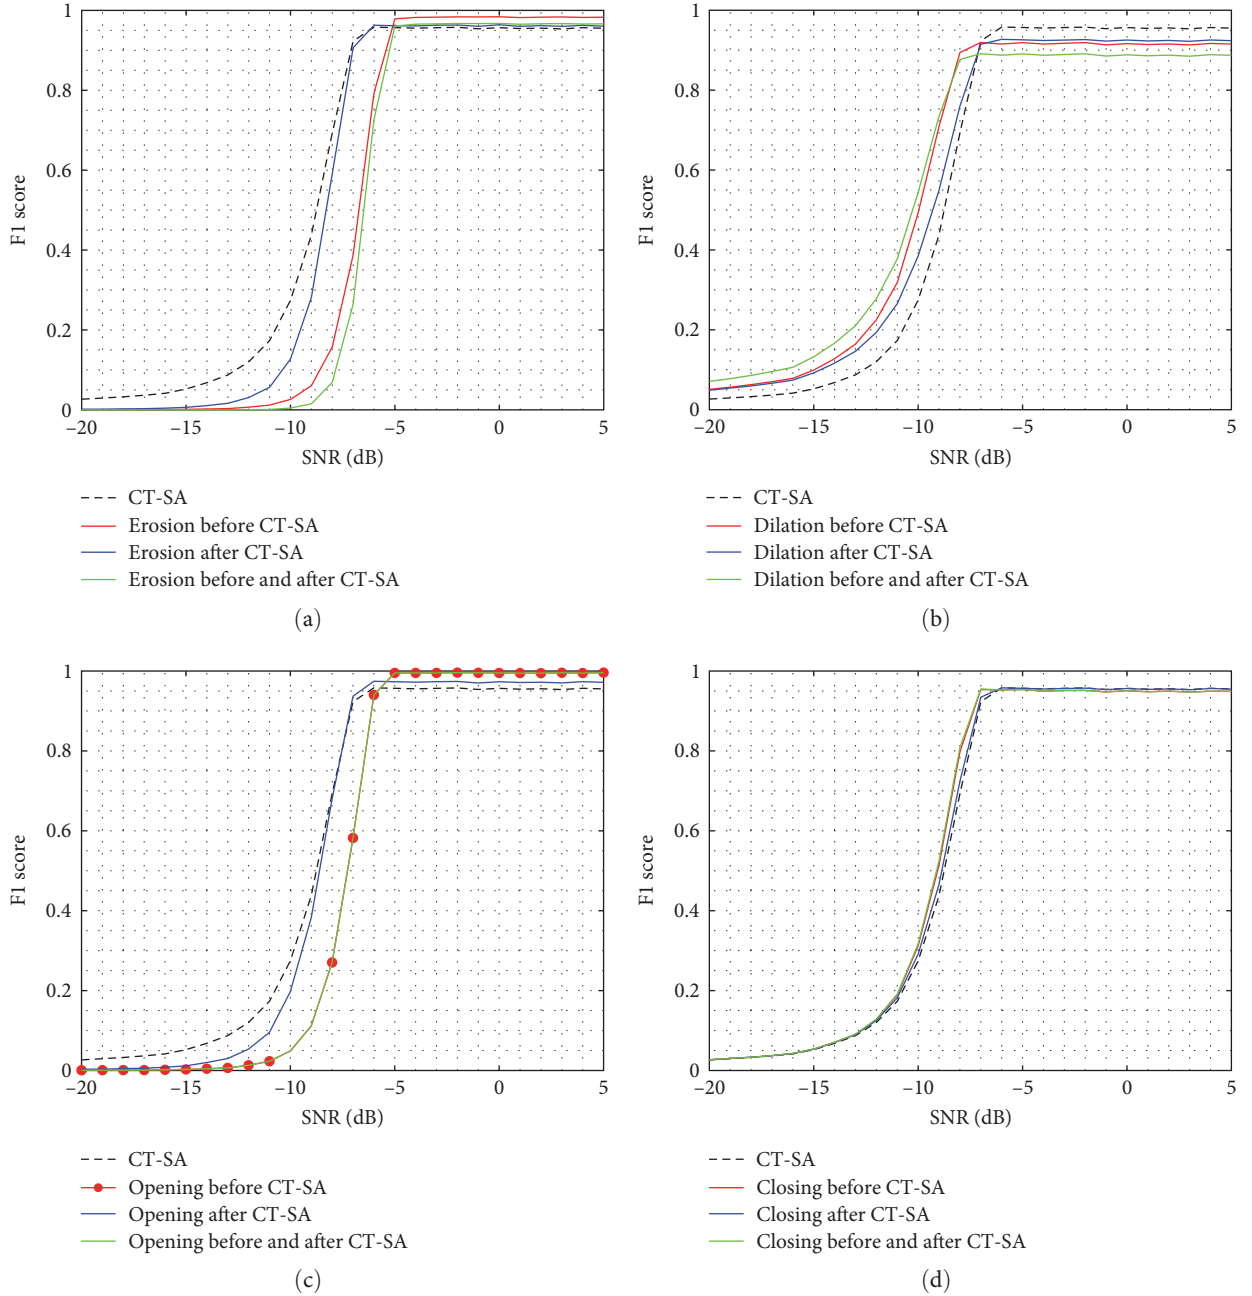 1
0.8
0.6
0.4
0.2
0
F1 score
−20
−15
−10
−5
0
5
SNR (dB)
CT-SA
Erosion before CT-SA
Erosion after CT-SA
Erosion before and after CT-SA
(a)
1
0.8
0.6
0.4
0.2
0
F1 score
−20
−15
−10
−5
0
5
SNR (dB)
CT-SA
Dilation before CT-SA
Dilation after CT-SA
Dilation before and after CT-SA
(b)
1
0.8
0.6
0.4
0.2
0
F1 score
−20
−15
−10
−5
0
5
SNR (dB)
CT-SA
Opening before CT-SA
Opening after CT-SA
Opening before and after CT-SA
(c)
1
0.8
0.6
0.4
0.2
0
F1 score
−20
−15
−10
−5
0
5
SNR (dB)
CT-SA
Closing before CT-SA
Closing after CT-SA
Closing before and after CT-SA
(d)